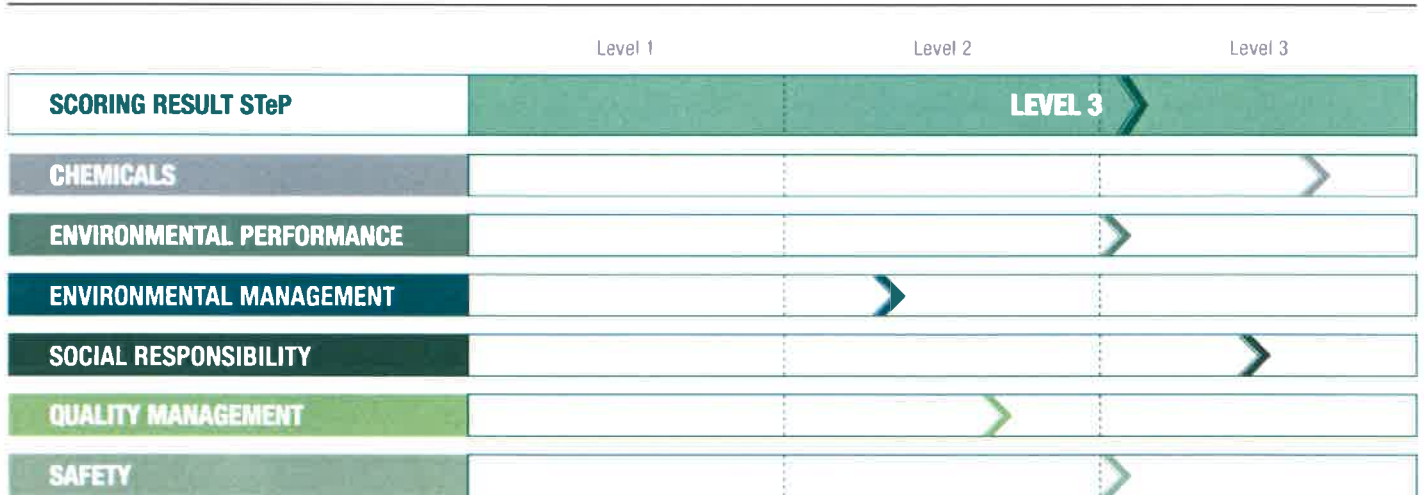 Level 1 Level 2 Level 3
SCORING RESULT STeP LEVEL 3
CHEMICALS
ENVIRONMENTAL PERFORMANCE
ENVIRONMENTAL MANAGEMENT
SOCIAL RESPONSIBILITY
QUALITY MANAGEMENT
SAFETY